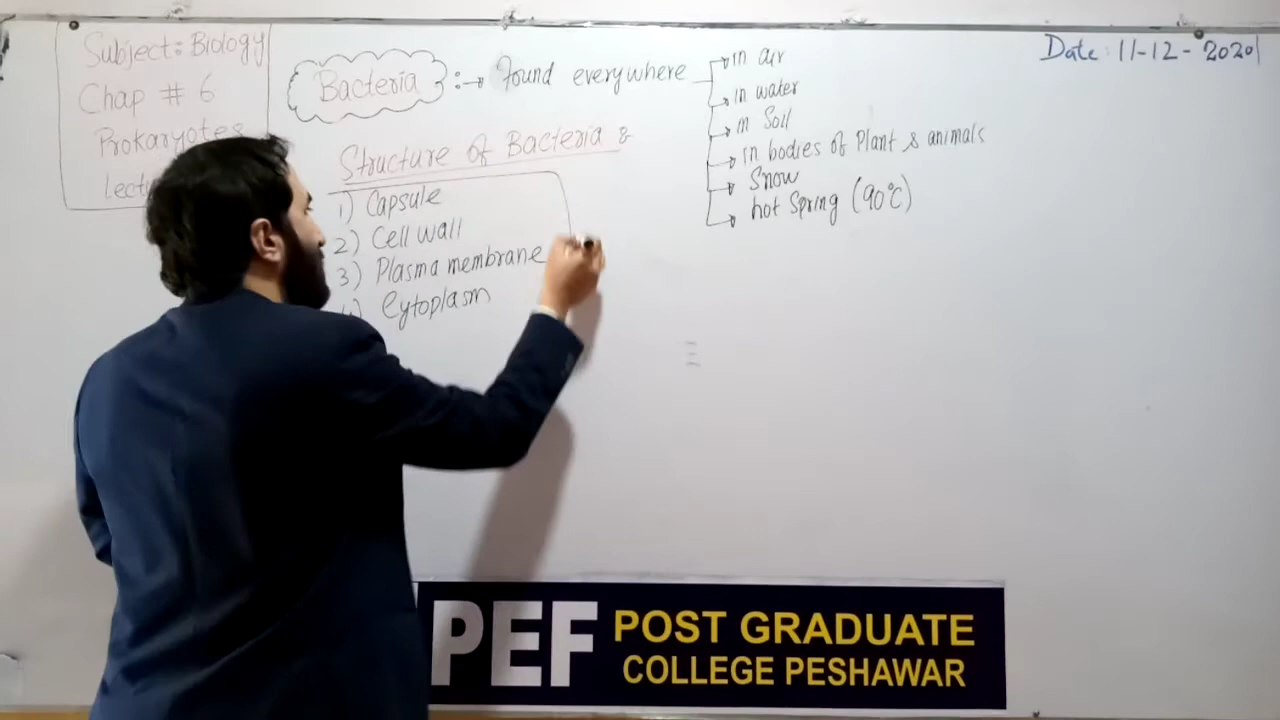 Subject: Biology
Chap # 6
Prokaryotes
Bacteria :→ Found everywhere
in air
in water
in Soil
in bodies of Plant & animals
Snow
hot Spring (90°C)
Date: 11-12-2020
Structure of Bacteria :
1) Capsule
2) Cell wall
3) Plasma membrane
4) Cytoplasm
PEF POST GRADUATE
COLLEGE PESHAWAR